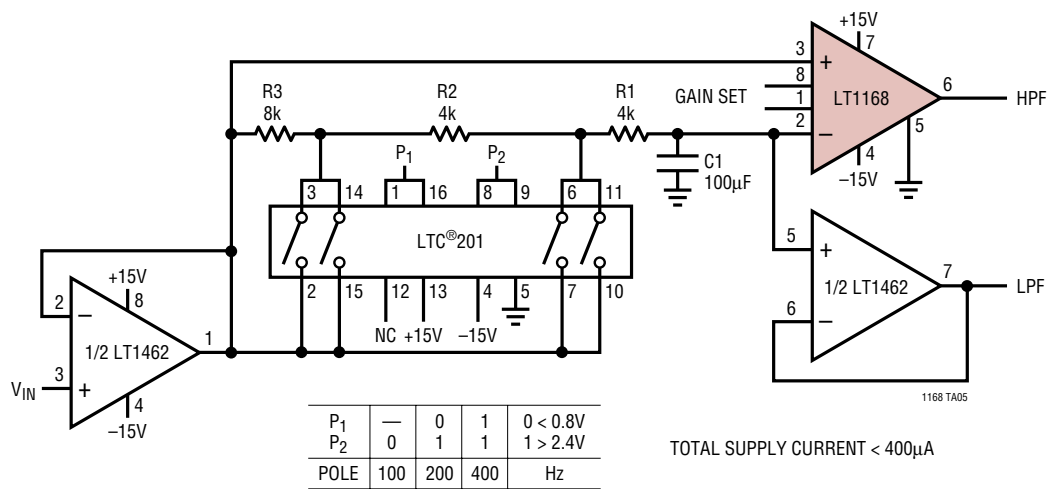 +15V
3
7
+
8
GAIN SET
1
LT1168
6
HPF
2
–
5
4
–15V
R3
8k
R2
4k
R1
4k
C1
100µF
P1
P2
3
14
1
16
8
9
6
11
LTC®201
2
15
12
13
4
5
7
10
NC +15V –15V
+15V
2
8
–
1/2 LT1462
1
VIN
3
+
4
–15V
5
+
1/2 LT1462
7
LPF
6
–
1168 TA05
P1 — 0 1 0 < 0.8V
P2 0 1 1 1 > 2.4V
POLE 100 200 400 Hz
TOTAL SUPPLY CURRENT < 400µA